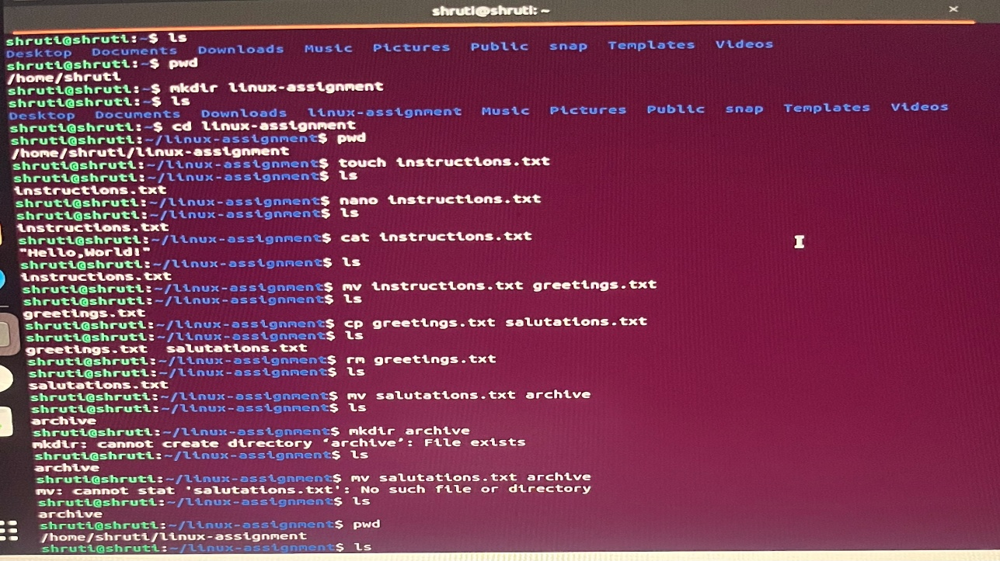 shruti@shruti: ~
shruti@shruti:~$ ls
Desktop Documents Downloads Music Pictures Public snap Templates Videos
shruti@shruti:~$ pwd
/home/shruti
shruti@shruti:~$ mkdir linux-assignment
shruti@shruti:~$ ls
Desktop Documents Downloads linux-assignment Music Pictures Public snap Templates Videos
shruti@shruti:~$ cd linux-assignment
shruti@shruti:~/linux-assignment$ pwd
/home/shruti/linux-assignment
shruti@shruti:~/linux-assignment$ touch instructions.txt
shruti@shruti:~/linux-assignment$ ls
instructions.txt
shruti@shruti:~/linux-assignment$ nano instructions.txt
shruti@shruti:~/linux-assignment$ ls
instructions.txt
shruti@shruti:~/linux-assignment$ cat instructions.txt
"Hello,World!"
shruti@shruti:~/linux-assignment$ ls
instructions.txt
shruti@shruti:~/linux-assignment$ mv instructions.txt greetings.txt
shruti@shruti:~/linux-assignment$ ls
greetings.txt
shruti@shruti:~/linux-assignment$ cp greetings.txt salutations.txt
shruti@shruti:~/linux-assignment$ ls
greetings.txt salutations.txt
shruti@shruti:~/linux-assignment$ rm greetings.txt
shruti@shruti:~/linux-assignment$ ls
salutations.txt
shruti@shruti:~/linux-assignment$ mv salutations.txt archive
shruti@shruti:~/linux-assignment$ ls
archive
shruti@shruti:~/linux-assignment$ mkdir archive
mkdir: cannot create directory ‘archive’: File exists
shruti@shruti:~/linux-assignment$ ls
archive
shruti@shruti:~/linux-assignment$ mv salutations.txt archive
mv: cannot stat 'salutations.txt': No such file or directory
shruti@shruti:~/linux-assignment$ ls
archive
shruti@shruti:~/linux-assignment$ pwd
/home/shruti/linux-assignment
shruti@shruti:~/linux-assignment$ ls